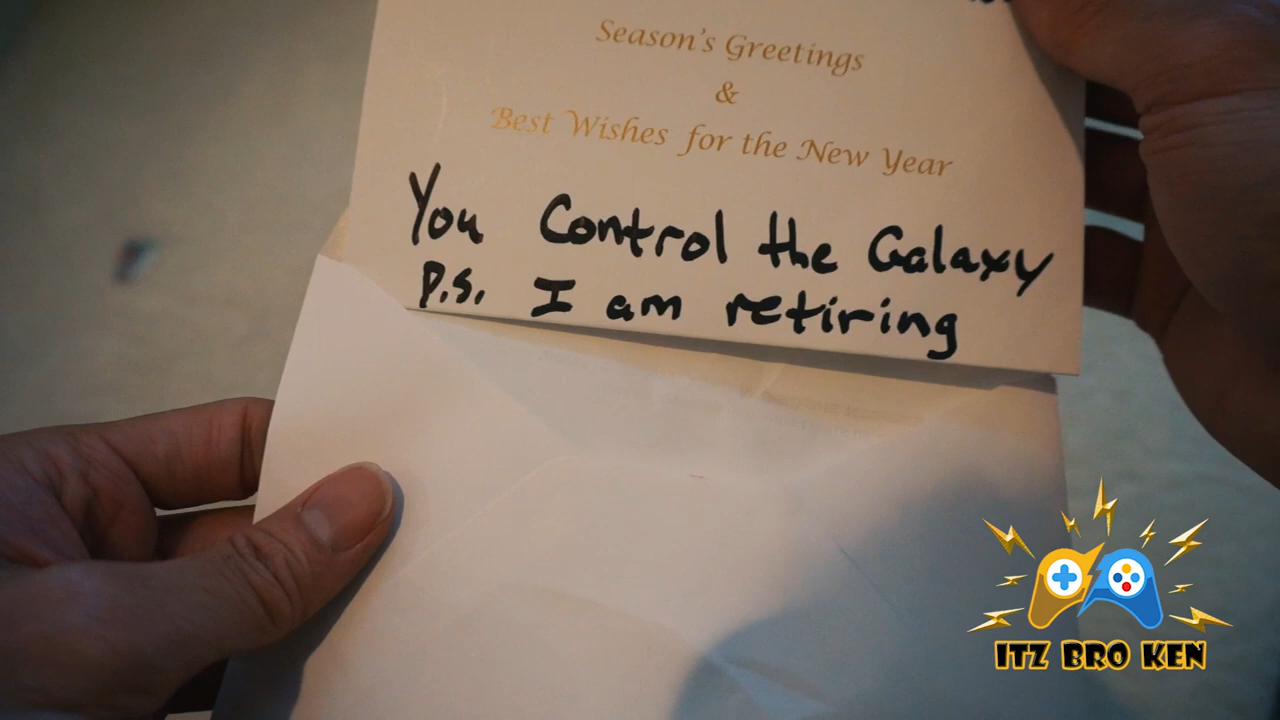 Season's Greetings
&
Best Wishes for the New Year
You Control the Galaxy
P.S. I am retiring
ITZ BRO KEN